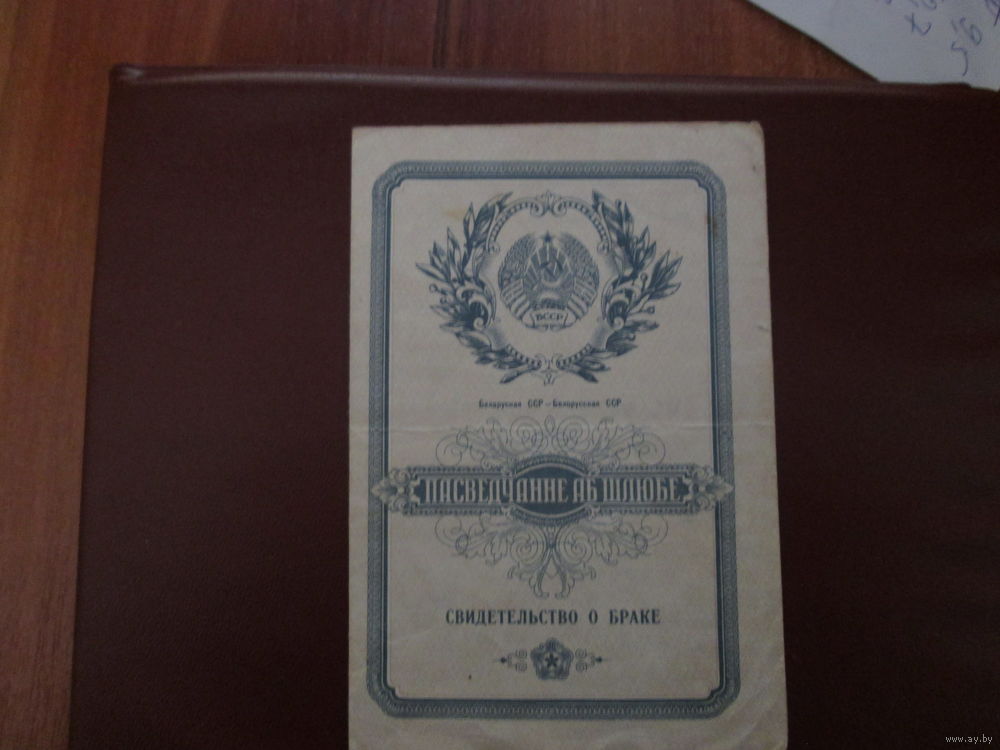 БССР
Беларуская ССР — Белорусская ССР
ПАСВЕДЧАННЕ АБ ШЛЮБЕ
СВИДЕТЕЛЬСТВО О БРАКЕ
www.ay.by